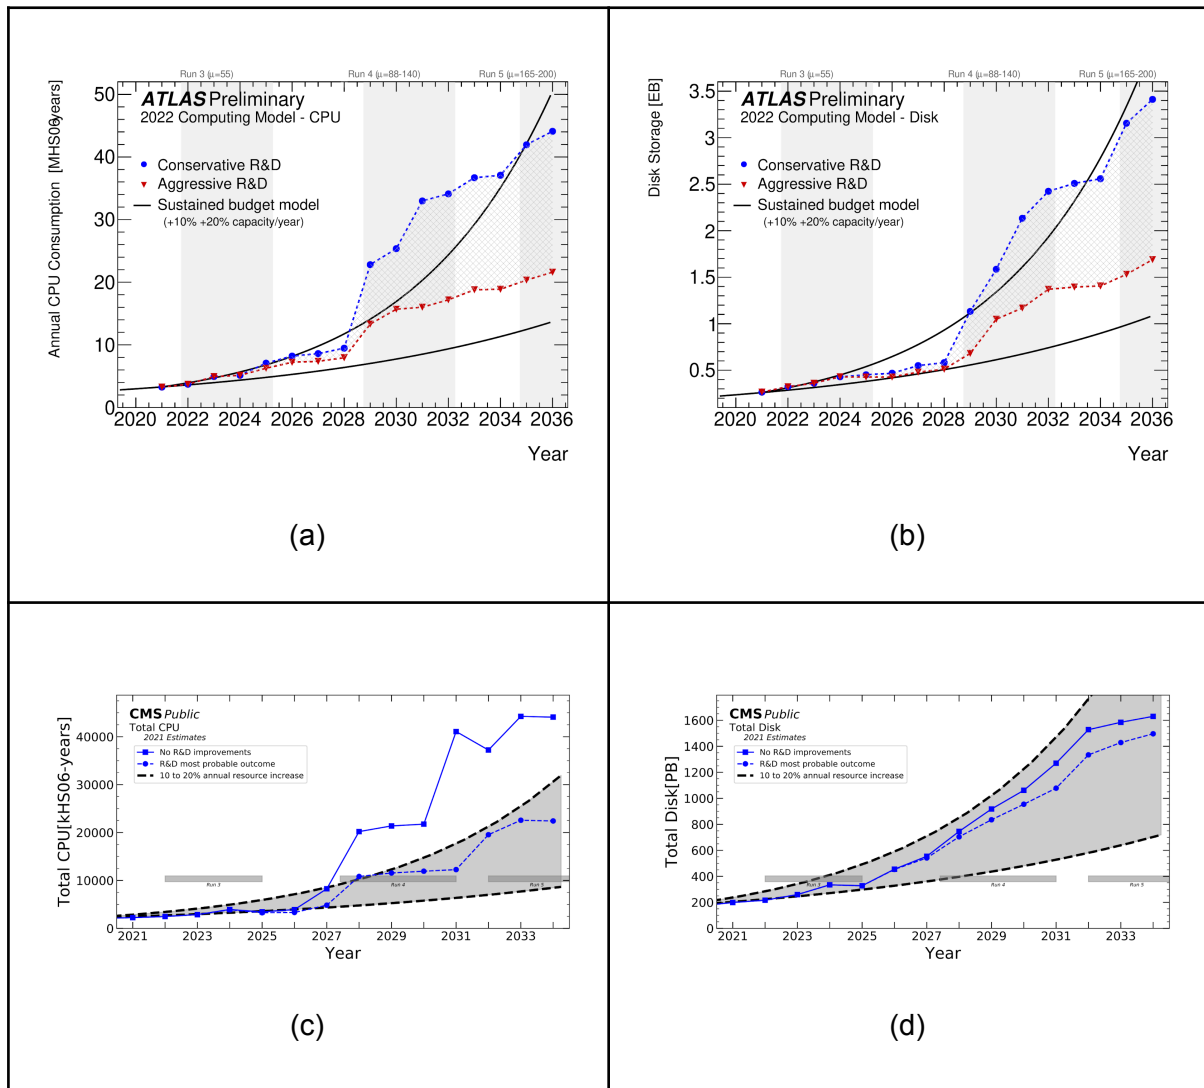 Run 3 (μ=55)
Run 4 (μ=88-140)
Run 5 (μ=165-200)
ATLAS Preliminary
2022 Computing Model - CPU
Conservative R&D
Aggressive R&D
Sustained budget model
(+10% +20% capacity/year)
Annual CPU Consumption [MHS06years]
50
40
30
20
10
0
2020 2022 2024 2026 2028 2030 2032 2034 2036
Year
(a)
Run 3 (μ=55)
Run 4 (μ=88-140)
Run 5 (μ=165-200)
ATLAS Preliminary
2022 Computing Model - Disk
Conservative R&D
Aggressive R&D
Sustained budget model
(+10% +20% capacity/year)
Disk Storage [EB]
3.5
3
2.5
2
1.5
1
0.5
2020 2022 2024 2026 2028 2030 2032 2034 2036
Year
(b)
CMS Public
Total CPU
2021 Estimates
No R&D improvements
R&D most probable outcome
10 to 20% annual resource increase
Total CPU[kHS06-years]
40000
30000
20000
10000
0
Run 3
Run 4
Run 5
2021 2023 2025 2027 2029 2031 2033
Year
(c)
CMS Public
Total Disk
2021 Estimates
No R&D improvements
R&D most probable outcome
10 to 20% annual resource increase
Total Disk[PB]
1600
1400
1200
1000
800
600
400
200
0
Run 3
Run 4
Run 5
2021 2023 2025 2027 2029 2031 2033
Year
(d)